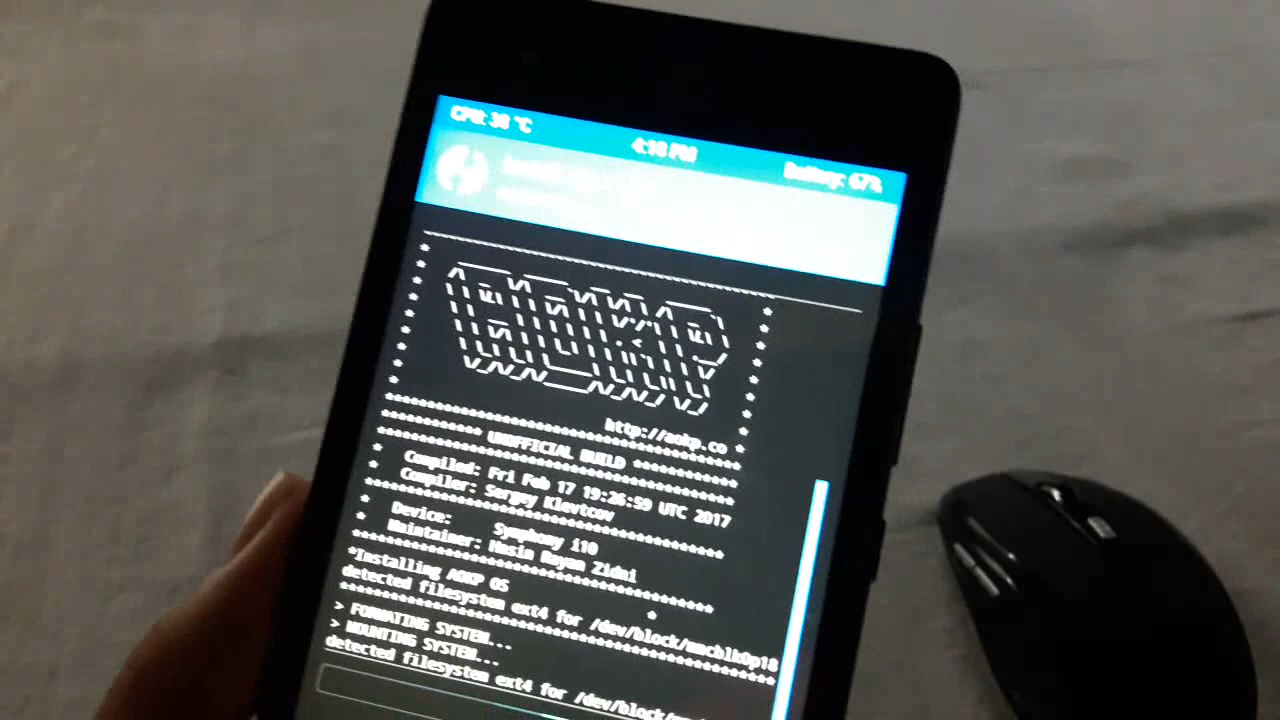 CPU: 38 °C
4:18 PM
Battery: 67%
AOKP
http://aokp.co
UNOFFICIAL BUILD
Compiled: Fri Feb 17 19:26:59 UTC 2017
Compiler: Sergey Klevtcov
Device: Symphony i10
Maintainer: Hasin Rayan Zidni
*Installing AOKP OS *
detected filesystem ext4 for /dev/block/mmcblk0p18
> FORMATING SYSTEM...
> MOUNTING SYSTEM...
detected filesystem ext4 for /dev/block/